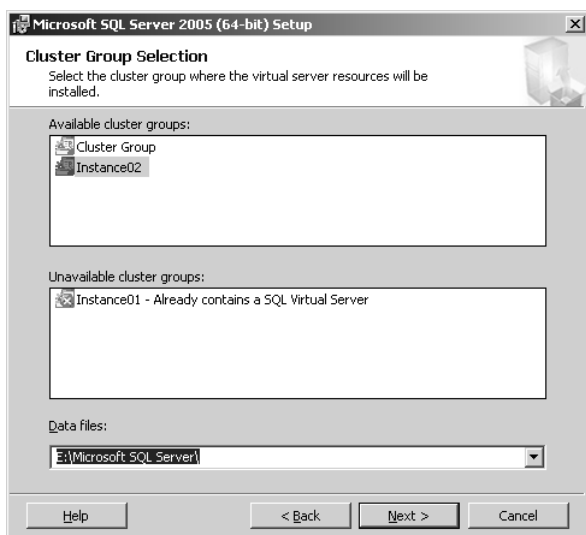 Microsoft SQL Server 2005 (64-bit) Setup
Cluster Group Selection
Select the cluster group where the virtual server resources will be
installed.
Available cluster groups:
Cluster Group
Instance02
Unavailable cluster groups:
Instance01 - Already contains a SQL Virtual Server
Data files:
E:\Microsoft SQL Server\
Help
< Back
Next >
Cancel